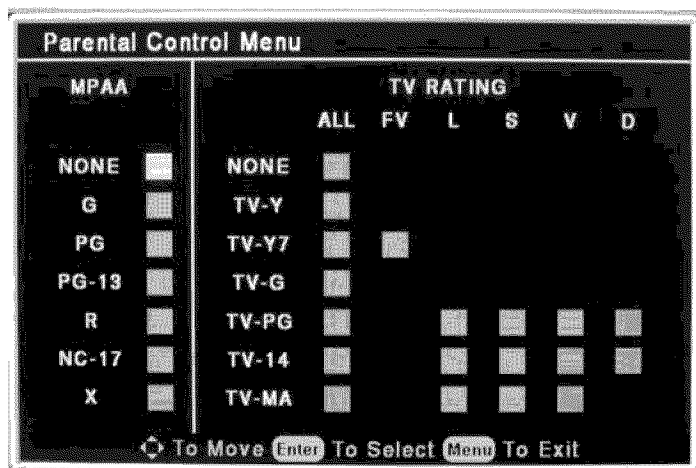 Parental Control Menu
MPAA TV RATING
ALL FV L S V D
NONE NONE
G TV-Y
PG TV-Y7
PG-13 TV-G
R TV-PG
NC-17 TV-14
X TV-MA
To Move Enter To Select Menu To Exit